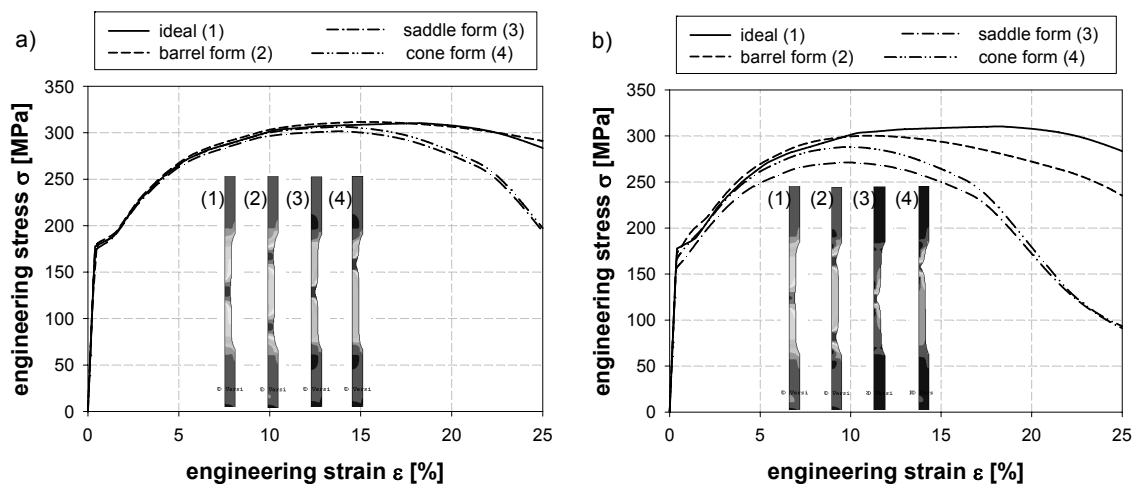 a)
ideal (1)
saddle form (3)
barrel form (2)
cone form (4)
engineering stress σ [MPa]
350
300
250
200
150
100
50
0
(1) (2) (3) (4)
0 5 10 15 20 25
engineering strain ε [%]
b)
ideal (1)
saddle form (3)
barrel form (2)
cone form (4)
engineering stress σ [MPa]
350
300
250
200
150
100
50
0
(1) (2) (3) (4)
0 5 10 15 20 25
engineering strain ε [%]